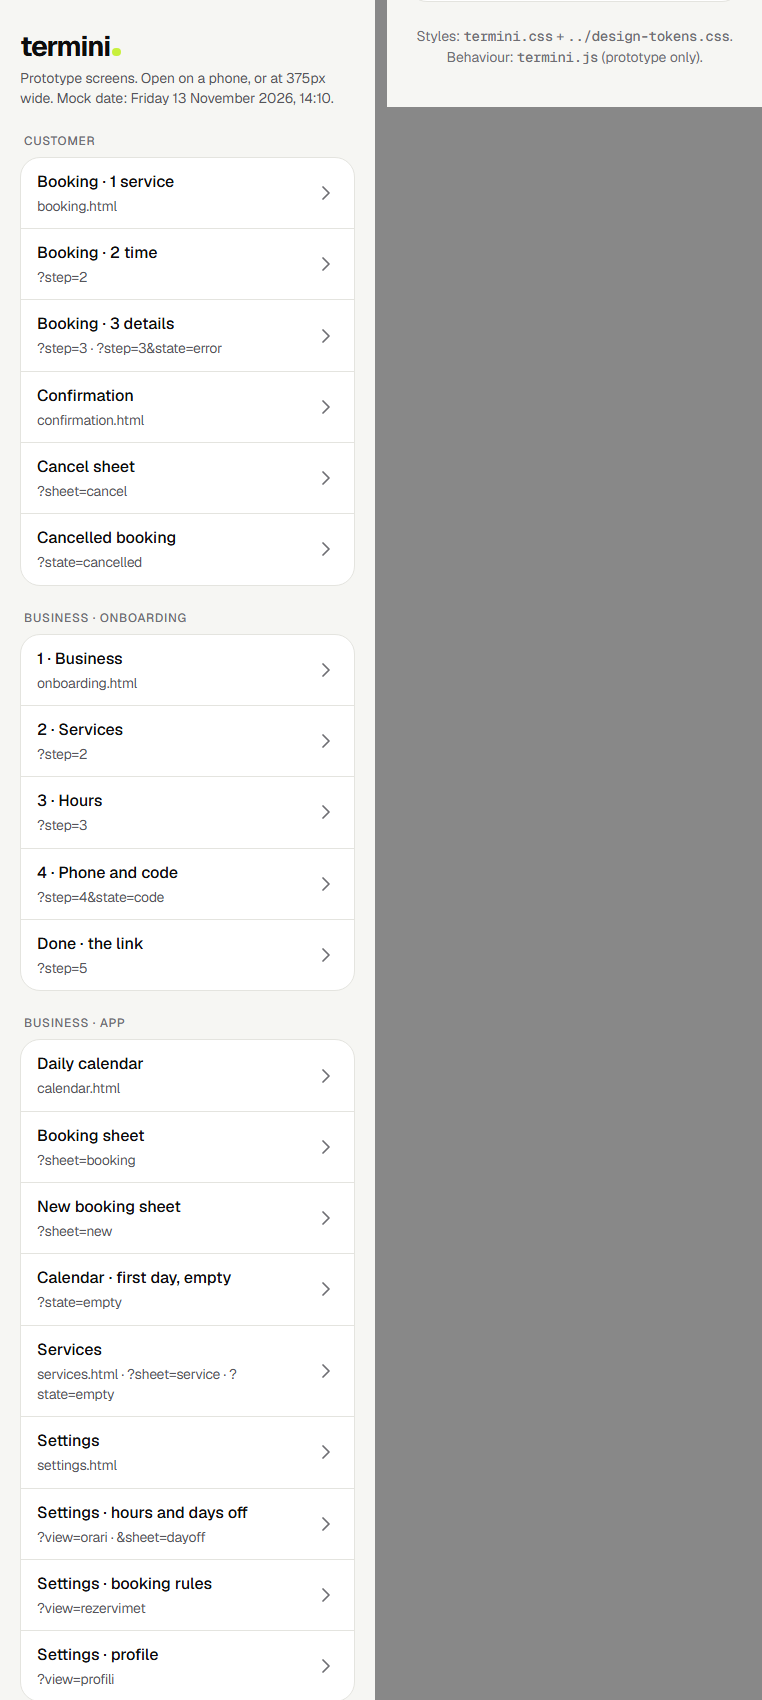 termini.
Prototype screens. Open on a phone, or at 375px
wide. Mock date: Friday 13 November 2026, 14:10.
CUSTOMER
Booking · 1 service
booking.html
Booking · 2 time
?step=2
Booking · 3 details
?step=3 · ?step=3&state=error
Confirmation
confirmation.html
Cancel sheet
?sheet=cancel
Cancelled booking
?state=cancelled
BUSINESS · ONBOARDING
1 · Business
onboarding.html
2 · Services
?step=2
3 · Hours
?step=3
4 · Phone and code
?step=4&state=code
Done · the link
?step=5
BUSINESS · APP
Daily calendar
calendar.html
Booking sheet
?sheet=booking
New booking sheet
?sheet=new
Calendar · first day, empty
?state=empty
Services
services.html · ?sheet=service · ?
state=empty
Settings
settings.html
Settings · hours and days off
?view=orari · &sheet=dayoff
Settings · booking rules
?view=rezervimet
Settings · profile
?view=profili
Styles: termini.css + ../design-tokens.css.
Behaviour: termini.js (prototype only).